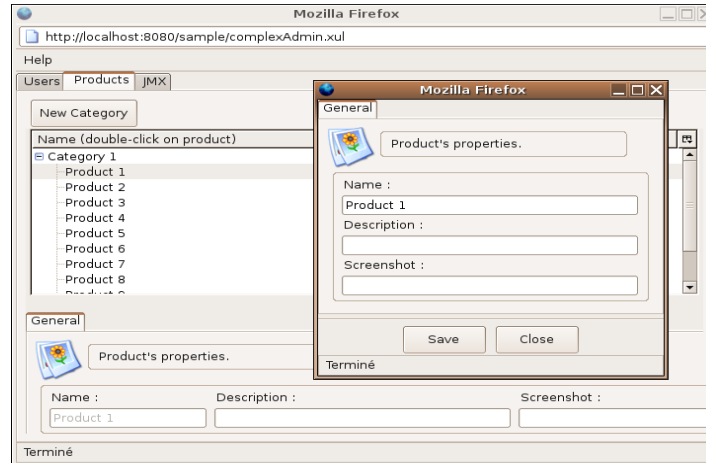 Mozilla Firefox
http://localhost:8080/sample/complexAdmin.xul
Help
Users Products JMX
New Category
Name (double-click on product)
Category 1
Product 1
Product 2
Product 3
Product 4
Product 5
Product 6
Product 7
Product 8
Product 9
General
Product's properties.
Name : Description : Screenshot :
Product 1
Terminé
Mozilla Firefox
General
Product's properties.
Name :
Product 1
Description :
Screenshot :
Save Close
Terminé